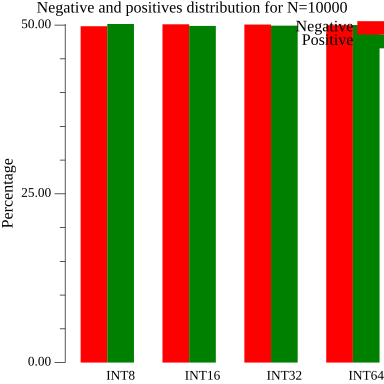 Negative and positives distribution for N=10000
Negative
Positive
50.00
25.00
0.00
Percentage
INT8
INT16
INT32
INT64